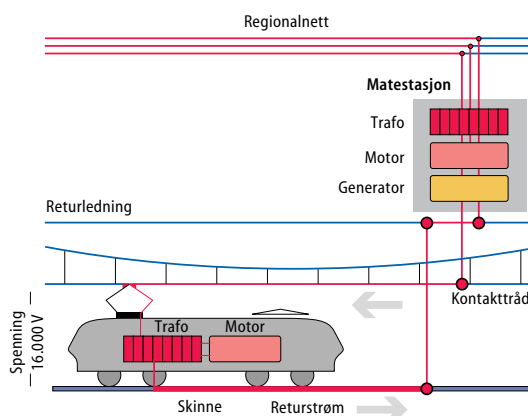 Regionalnett
Matestasjon
Trafo
Motor
Generator
Returledning
Kontakttråd
Spenning
16.000 V
Trafo
Motor
Skinne
Returstrøm